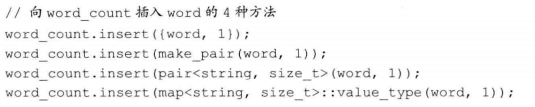 // 向 word_count 插入 word 的 4 种方法
word_count.insert({word, 1});
word_count.insert(make_pair(word, 1));
word_count.insert(pair<string, size_t>(word, 1));
word_count.insert(map<string, size_t>::value_type(word, 1));